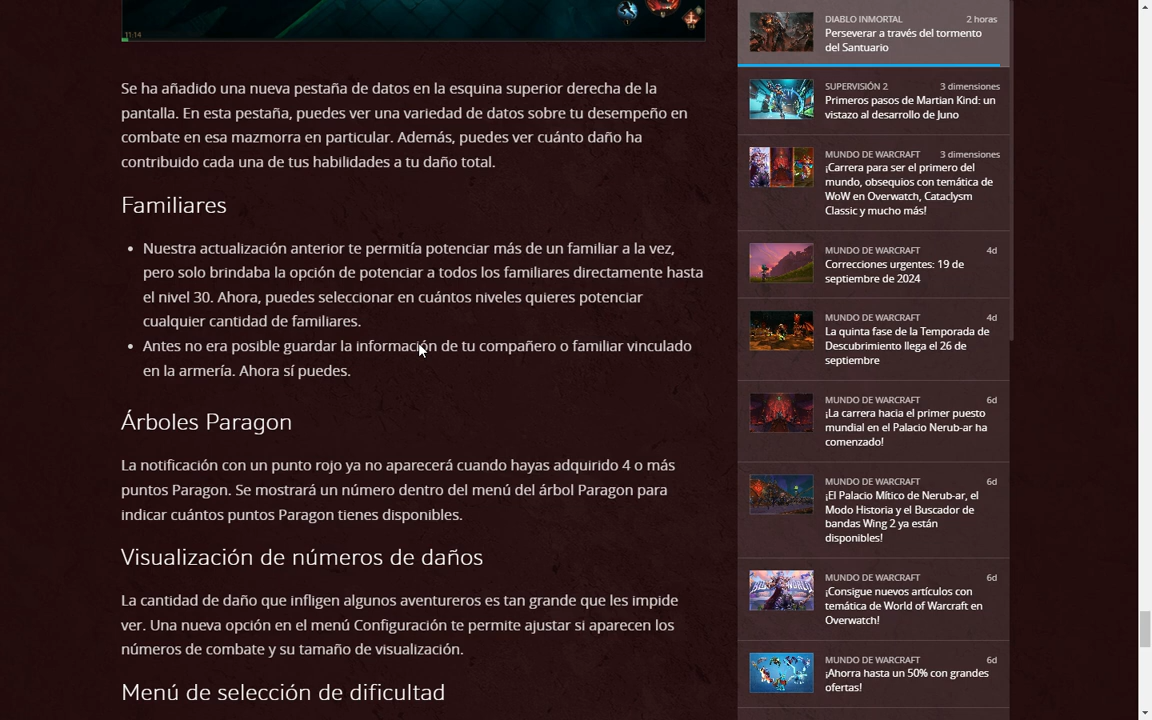 11:14
Se ha añadido una nueva pestaña de datos en la esquina superior derecha de la
pantalla. En esta pestaña, puedes ver una variedad de datos sobre tu desempeño en
combate en esa mazmorra en particular. Además, puedes ver cuánto daño ha
contribuido cada una de tus habilidades a tu daño total.
Familiares
• Nuestra actualización anterior te permitía potenciar más de un familiar a la vez,
pero solo brindaba la opción de potenciar a todos los familiares directamente hasta
el nivel 30. Ahora, puedes seleccionar en cuántos niveles quieres potenciar
cualquier cantidad de familiares.
• Antes no era posible guardar la información de tu compañero o familiar vinculado
en la armería. Ahora sí puedes.
Árboles Paragon
La notificación con un punto rojo ya no aparecerá cuando hayas adquirido 4 o más
puntos Paragon. Se mostrará un número dentro del menú del árbol Paragon para
indicar cuántos puntos Paragon tienes disponibles.
Visualización de números de daños
La cantidad de daño que infligen algunos aventureros es tan grande que les impide
ver. Una nueva opción en el menú Configuración te permite ajustar si aparecen los
números de combate y su tamaño de visualización.
Menú de selección de dificultad
DIABLO INMORTAL 2 horas
Perseverar a través del tormento
del Santuario
SUPERVISIÓN 2 3 dimensiones
Primeros pasos de Martian Kind: un
vistazo al desarrollo de Juno
MUNDO DE WARCRAFT 3 dimensiones
¡Carrera para ser el primero del
mundo, obsequios con temática de
WoW en Overwatch, Cataclysm
Classic y mucho más!
MUNDO DE WARCRAFT 4d
Correcciones urgentes: 19 de
septiembre de 2024
MUNDO DE WARCRAFT 4d
La quinta fase de la Temporada de
Descubrimiento llega el 26 de
septiembre
MUNDO DE WARCRAFT 6d
¡La carrera hacia el primer puesto
mundial en el Palacio Nerub-ar ha
comenzado!
MUNDO DE WARCRAFT 6d
¡El Palacio Mítico de Nerub-ar, el
Modo Historia y el Buscador de
bandas Wing 2 ya están
disponibles!
MUNDO DE WARCRAFT 6d
¡Consigue nuevos artículos con
temática de World of Warcraft en
Overwatch!
MUNDO DE WARCRAFT 6d
¡Ahorra hasta un 50% con grandes
ofertas!